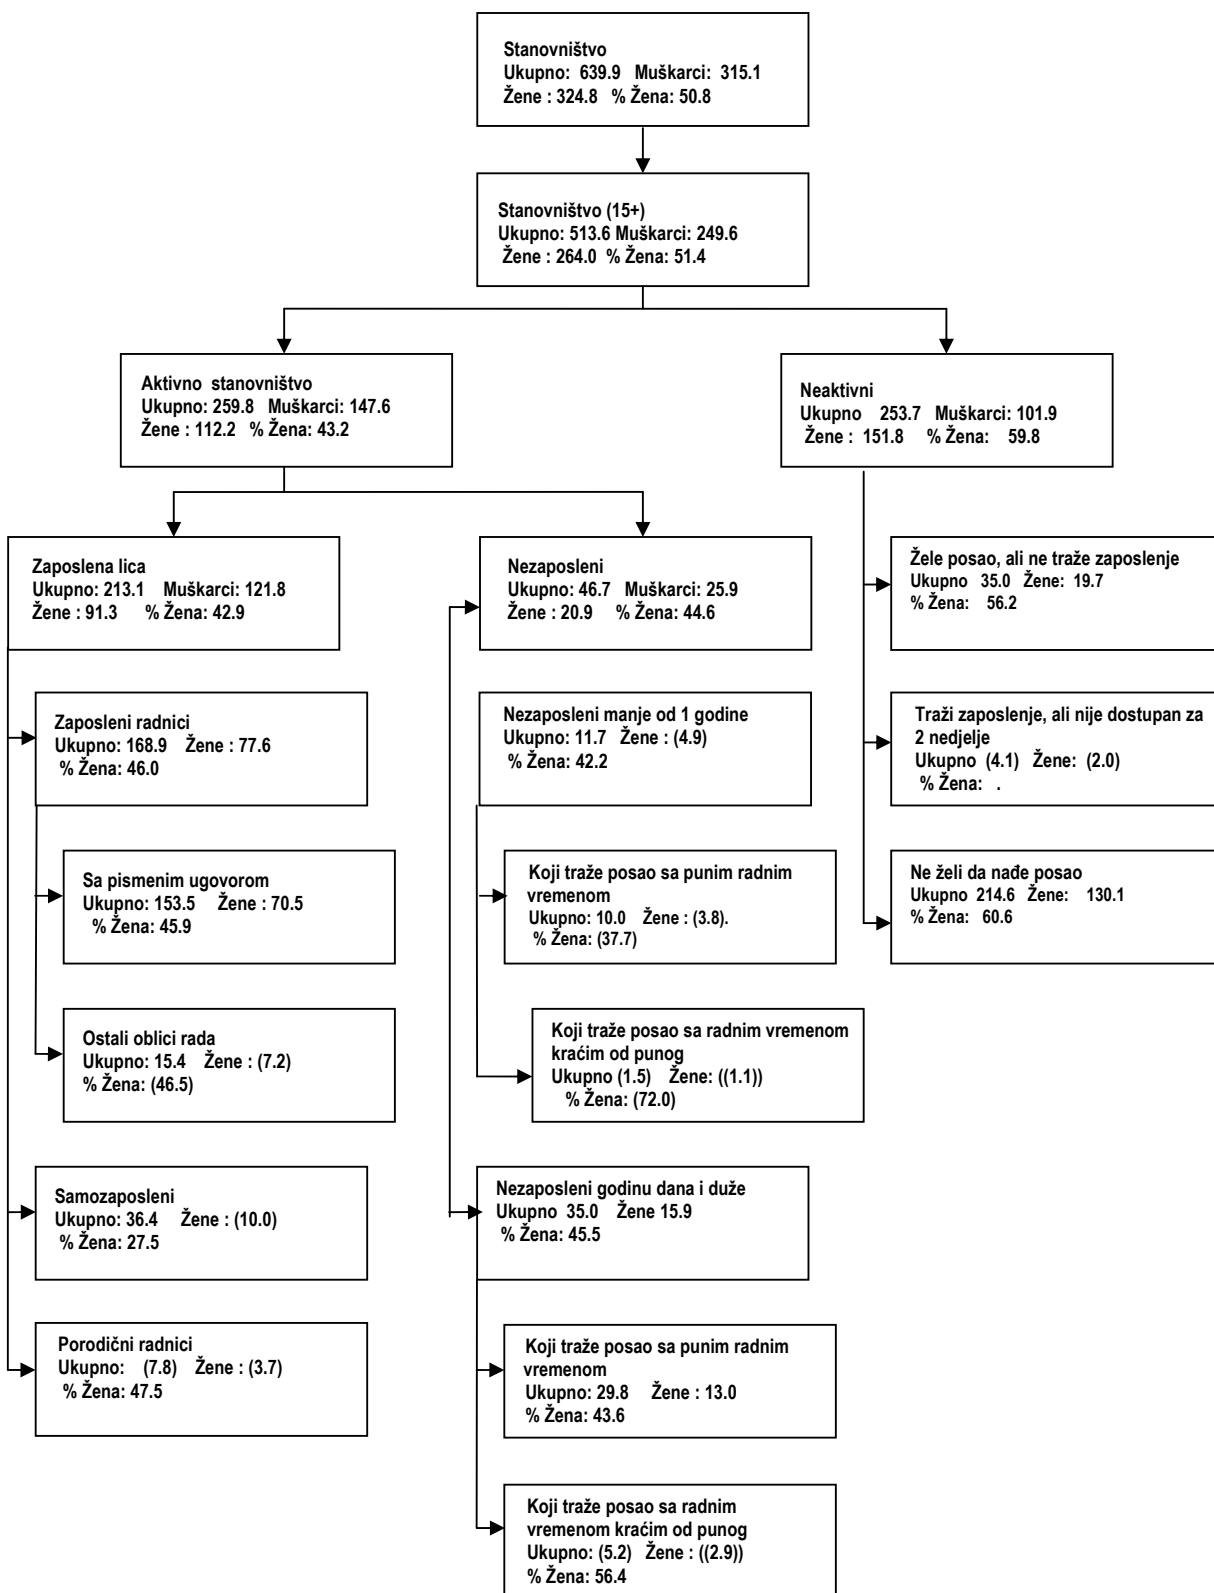 Stanovništvo
Ukupno: 639.9 Muškarci: 315.1
Žene : 324.8 % Žena: 50.8
Stanovništvo (15+)
Ukupno: 513.6 Muškarci: 249.6
Žene : 264.0 % Žena: 51.4
Aktivno stanovništvo
Ukupno: 259.8 Muškarci: 147.6
Žene : 112.2 % Žena: 43.2
Neaktivni
Ukupno 253.7 Muškarci: 101.9
Žene : 151.8 % Žena: 59.8
Zaposlena lica
Ukupno: 213.1 Muškarci: 121.8
Žene : 91.3 % Žena: 42.9
Zaposleni radnici
Ukupno: 168.9 Žene : 77.6
% Žena: 46.0
Sa pismenim ugovorom
Ukupno: 153.5 Žene : 70.5
% Žena: 45.9
Ostali oblici rada
Ukupno: 15.4 Žene : (7.2)
% Žena: (46.5)
Samozaposleni
Ukupno: 36.4 Žene : (10.0)
% Žena: 27.5
Porodični radnici
Ukupno: (7.8) Žene : (3.7)
% Žena: 47.5
Nezaposleni
Ukupno: 46.7 Muškarci: 25.9
Žene : 20.9 % Žena: 44.6
Nezaposleni manje od 1 godine
Ukupno: 11.7 Žene : (4.9)
% Žena: 42.2
Koji traže posao sa punim radnim
vremenom
Ukupno: 10.0 Žene : (3.8).
% Žena: (37.7)
Koji traže posao sa radnim vremenom
kraćim od punog
Ukupno (1.5) Žene: ((1.1))
% Žena: (72.0)
Nezaposleni godinu dana i duže
Ukupno 35.0 Žene 15.9
% Žena: 45.5
Koji traže posao sa punim radnim
vremenom
Ukupno: 29.8 Žene : 13.0
% Žena: 43.6
Koji traže posao sa radnim
vremenom kraćim od punog
Ukupno: (5.2) Žene : ((2.9))
% Žena: 56.4
Žele posao, ali ne traže zaposlenje
Ukupno 35.0 Žene: 19.7
% Žena: 56.2
Traži zaposlenje, ali nije dostupan za
2 nedjelje
Ukupno (4.1) Žene: (2.0)
% Žena: .
Ne želi da nađe posao
Ukupno 214.6 Žene: 130.1
% Žena: 60.6